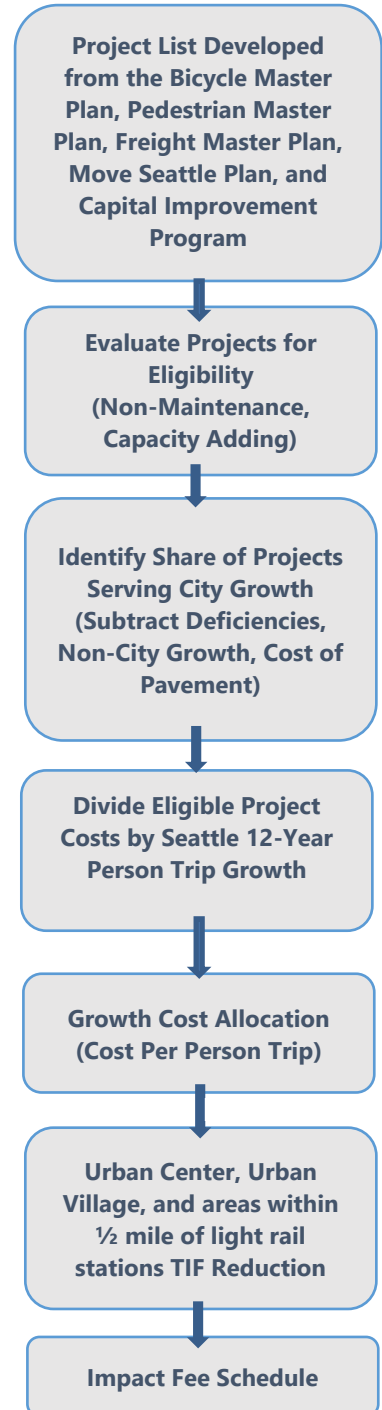 Project List Developed
from the Bicycle Master
Plan, Pedestrian Master
Plan, Freight Master Plan,
Move Seattle Plan, and
Capital Improvement
Program
Evaluate Projects for
Eligibility
(Non-Maintenance,
Capacity Adding)
Identify Share of Projects
Serving City Growth
(Subtract Deficiencies,
Non-City Growth, Cost of
Pavement)
Divide Eligible Project
Costs by Seattle 12-Year
Person Trip Growth
Growth Cost Allocation
(Cost Per Person Trip)
Urban Center, Urban
Village, and areas within
½ mile of light rail
stations TIF Reduction
Impact Fee Schedule